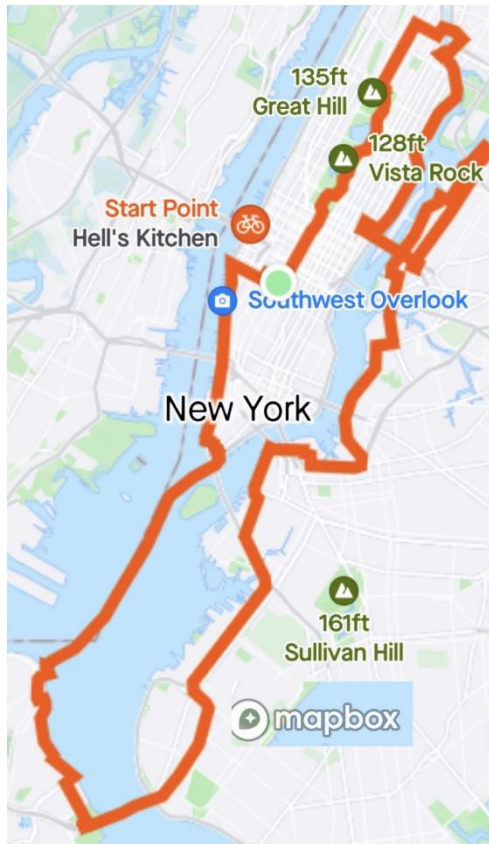 135ft
Great Hill
128ft
Vista Rock
Start Point
Hell's Kitchen
Southwest Overlook
New York
161ft
Sullivan Hill
mapbox